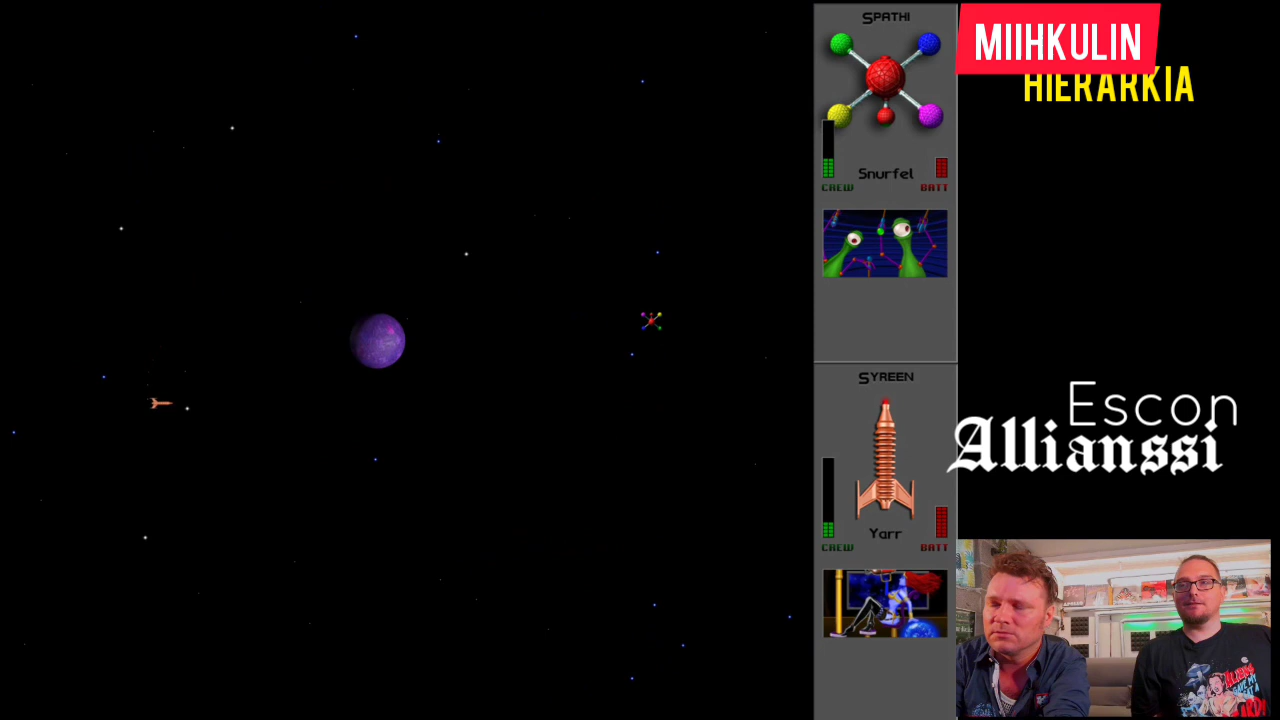 SPATHI
Snurfel
CREW
BATT
SYREEN
Yarr
CREW
BATT
MIIHKULIN
HIERARKIA
Escon
Allianssi